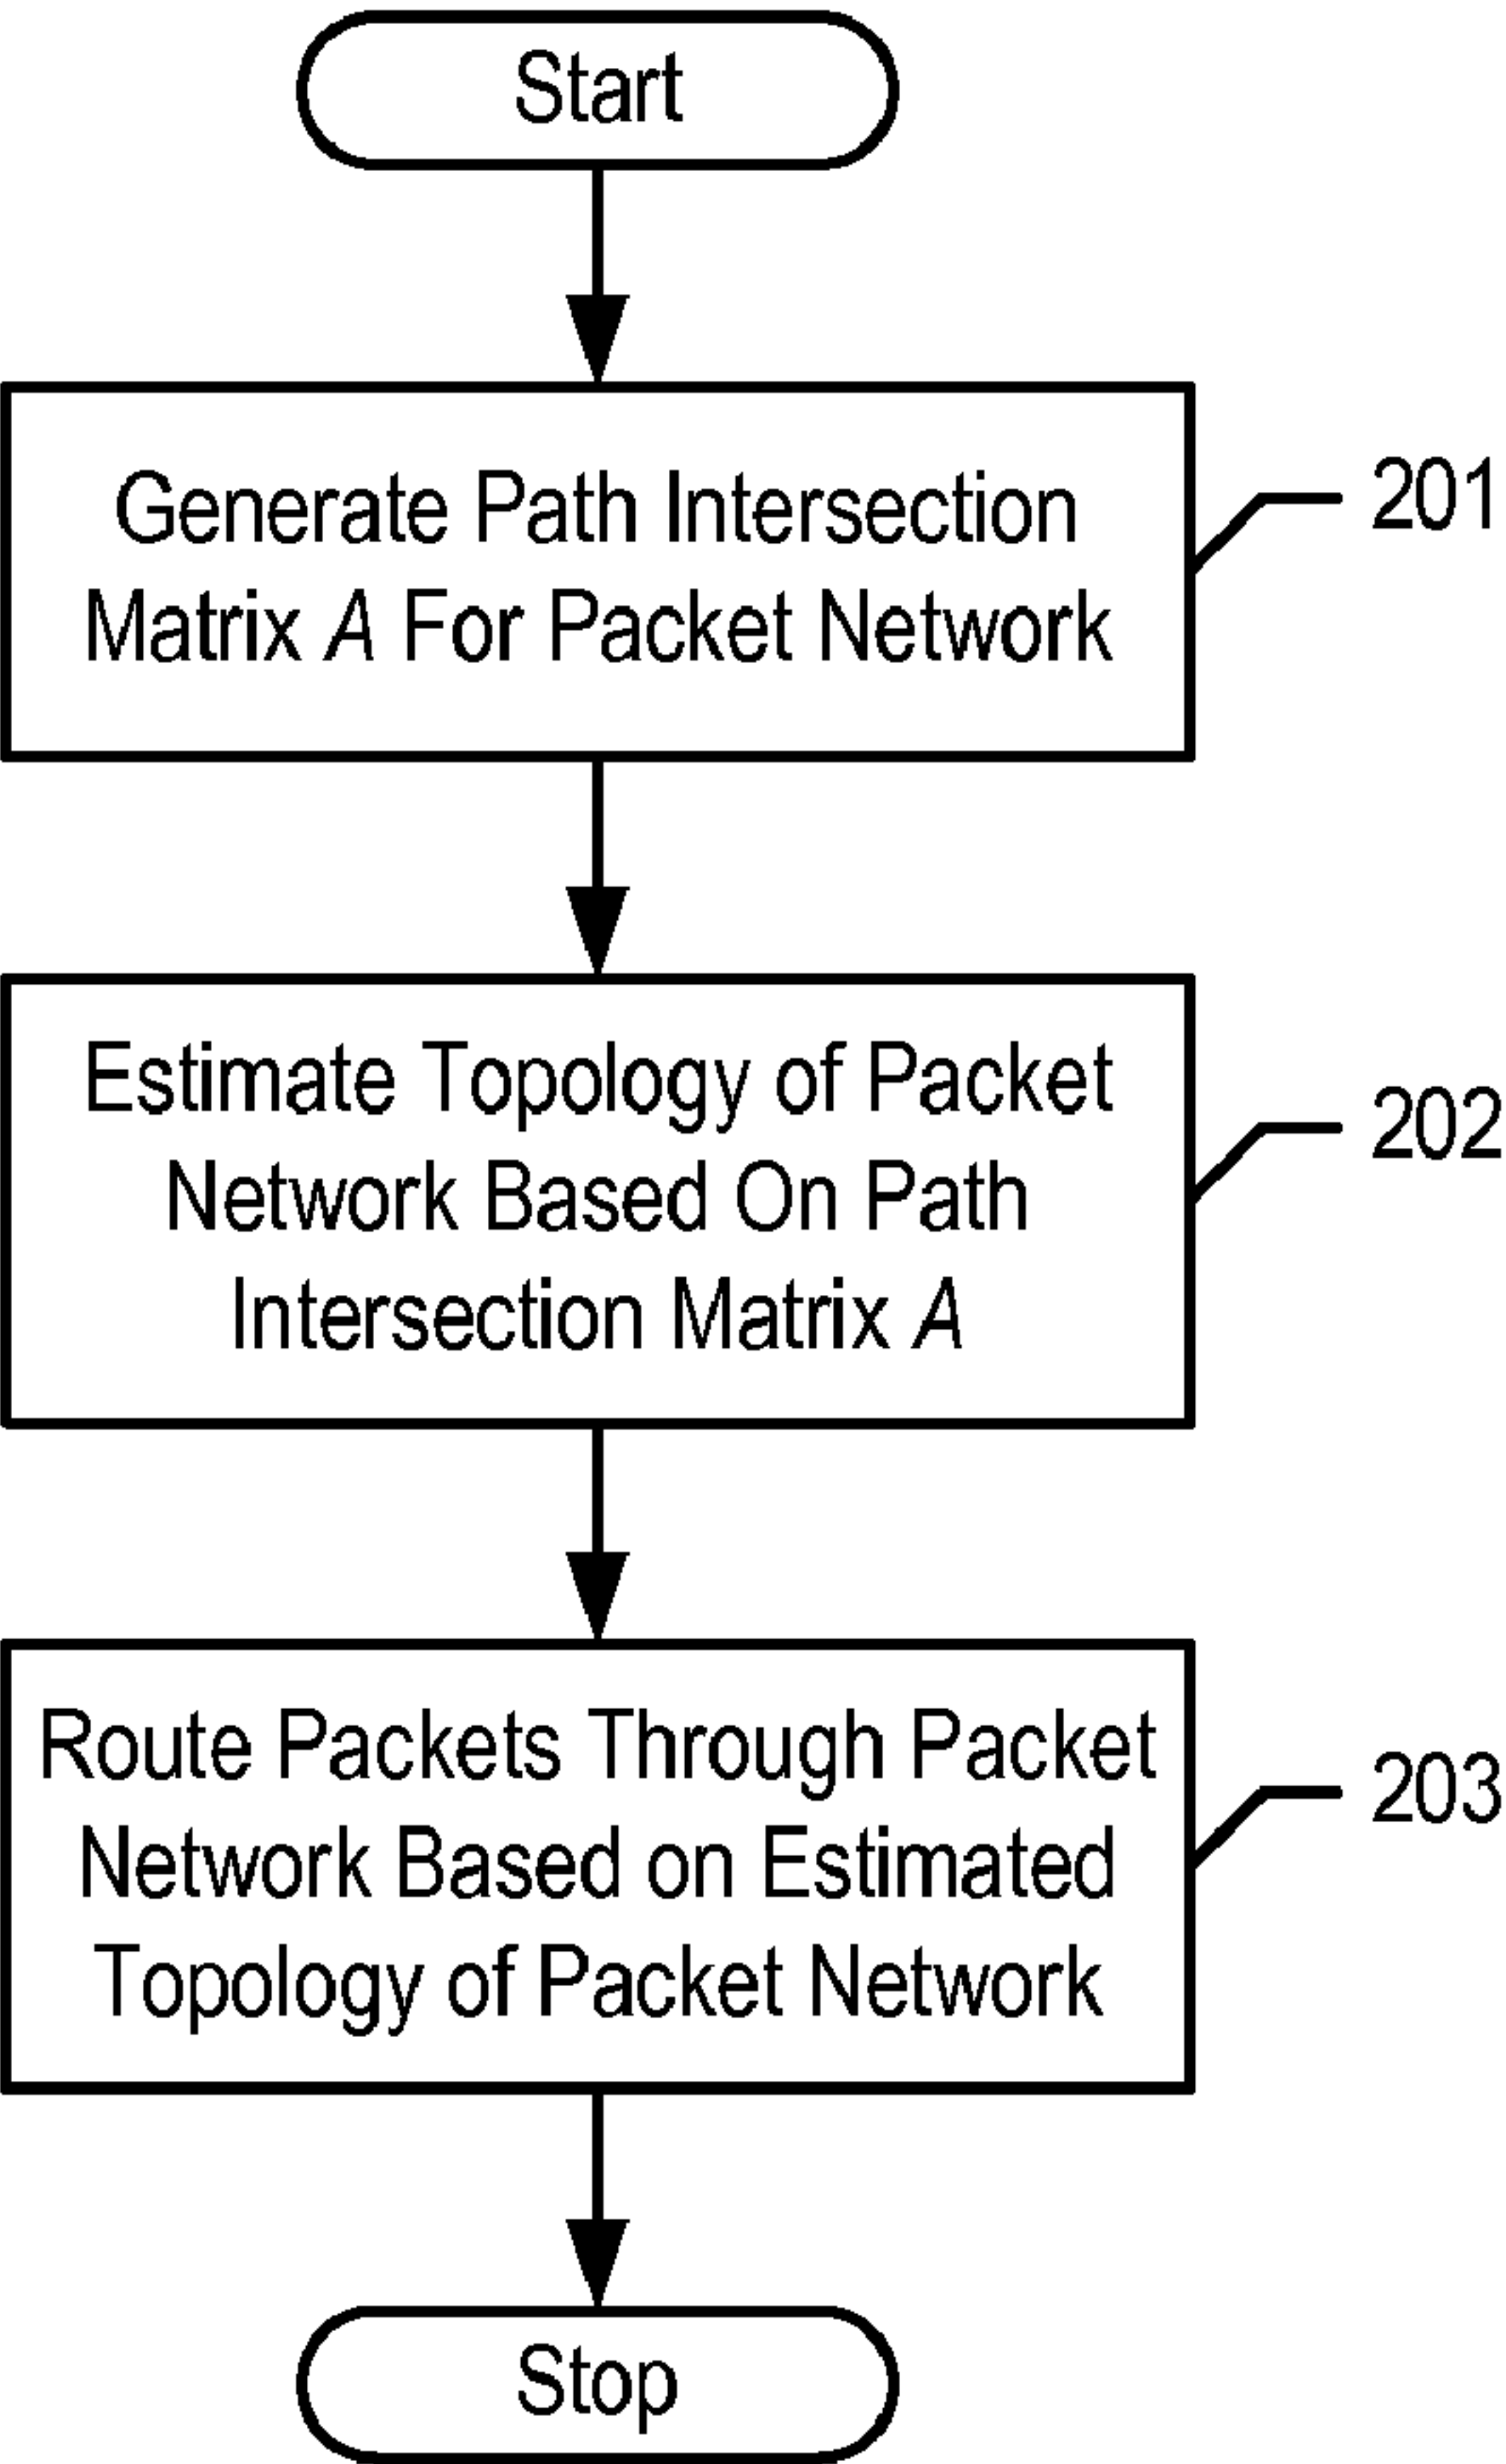 Start
Generate Path Intersection
Matrix A For Packet Network
201
Estimate Topology of Packet
Network Based On Path
Intersection Matrix A
202
Route Packets Through Packet
Network Based on Estimated
Topology of Packet Network
203
Stop